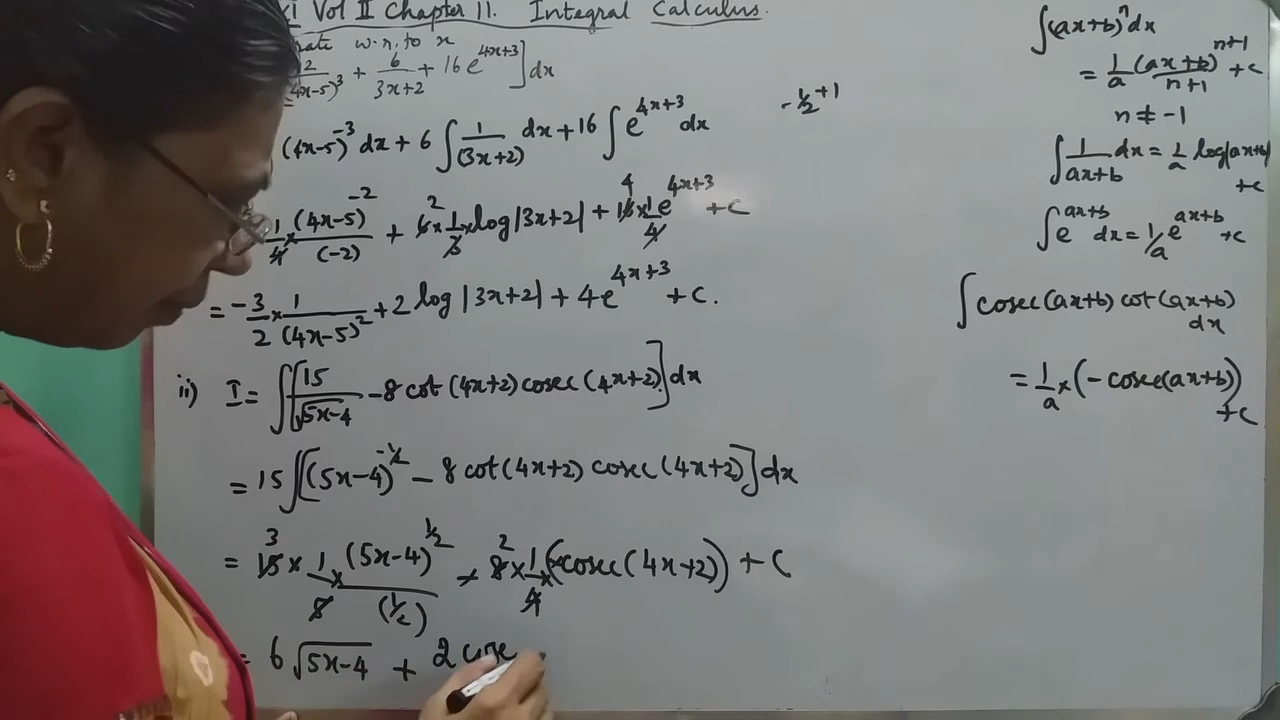 Vol II Chapter 11. Integral Calculus.
w.r. to x
2/(4x-5)^3 + 6/(3x+2) + 16e^(4x+3)]dx
(4x-5)^-3 dx + 6∫1/(3x+2) dx + 16∫e^(4x+3) dx
1/4 × (4x-5)^-2/(-2) + 6 2 × 1/3 × log|3x+2| + 16 4 × 1/4 e^(4x+3) + c
= -3/2 × 1/(4x-5)^2 + 2 log|3x+2| + 4e^(4x+3) + C.
ii) I = ∫[15/√5x-4 - 8 cot(4x+2) cosec(4x+2)]dx
= 15∫[(5x-4)^-1/2 - 8 cot(4x+2) cosec(4x+2)]dx
= 15 3 × 1/5 × (5x-4)^1/2/(1/2) + 8 2 × 1/4 × (-cosec(4x+2)) + C
= 6√5x-4 + 2 cosec
-1/2 +1
∫(ax+b)^n dx
= 1/a (ax+b)^(n+1)/(n+1) + c
n ≠ -1
∫1/(ax+b) dx = 1/a log|ax+b|
+c
∫e^(ax+b) dx = 1/a e^(ax+b) + c
∫cosec(ax+b) cot(ax+b)
dx
= 1/a × (-cosec(ax+b))
+c